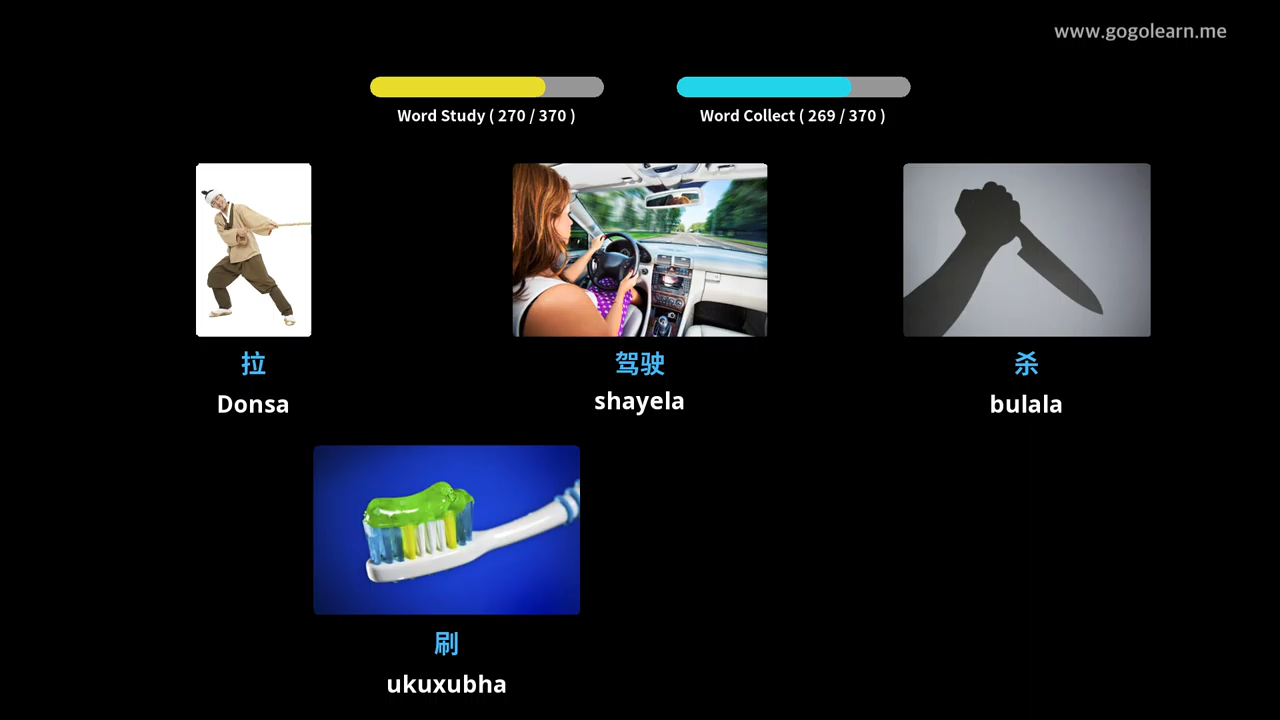 www.gogolearn.me
Word Study ( 270 / 370 )
Word Collect ( 269 / 370 )
拉
Donsa
驾驶
shayela
杀
bulala
刷
ukuxubha